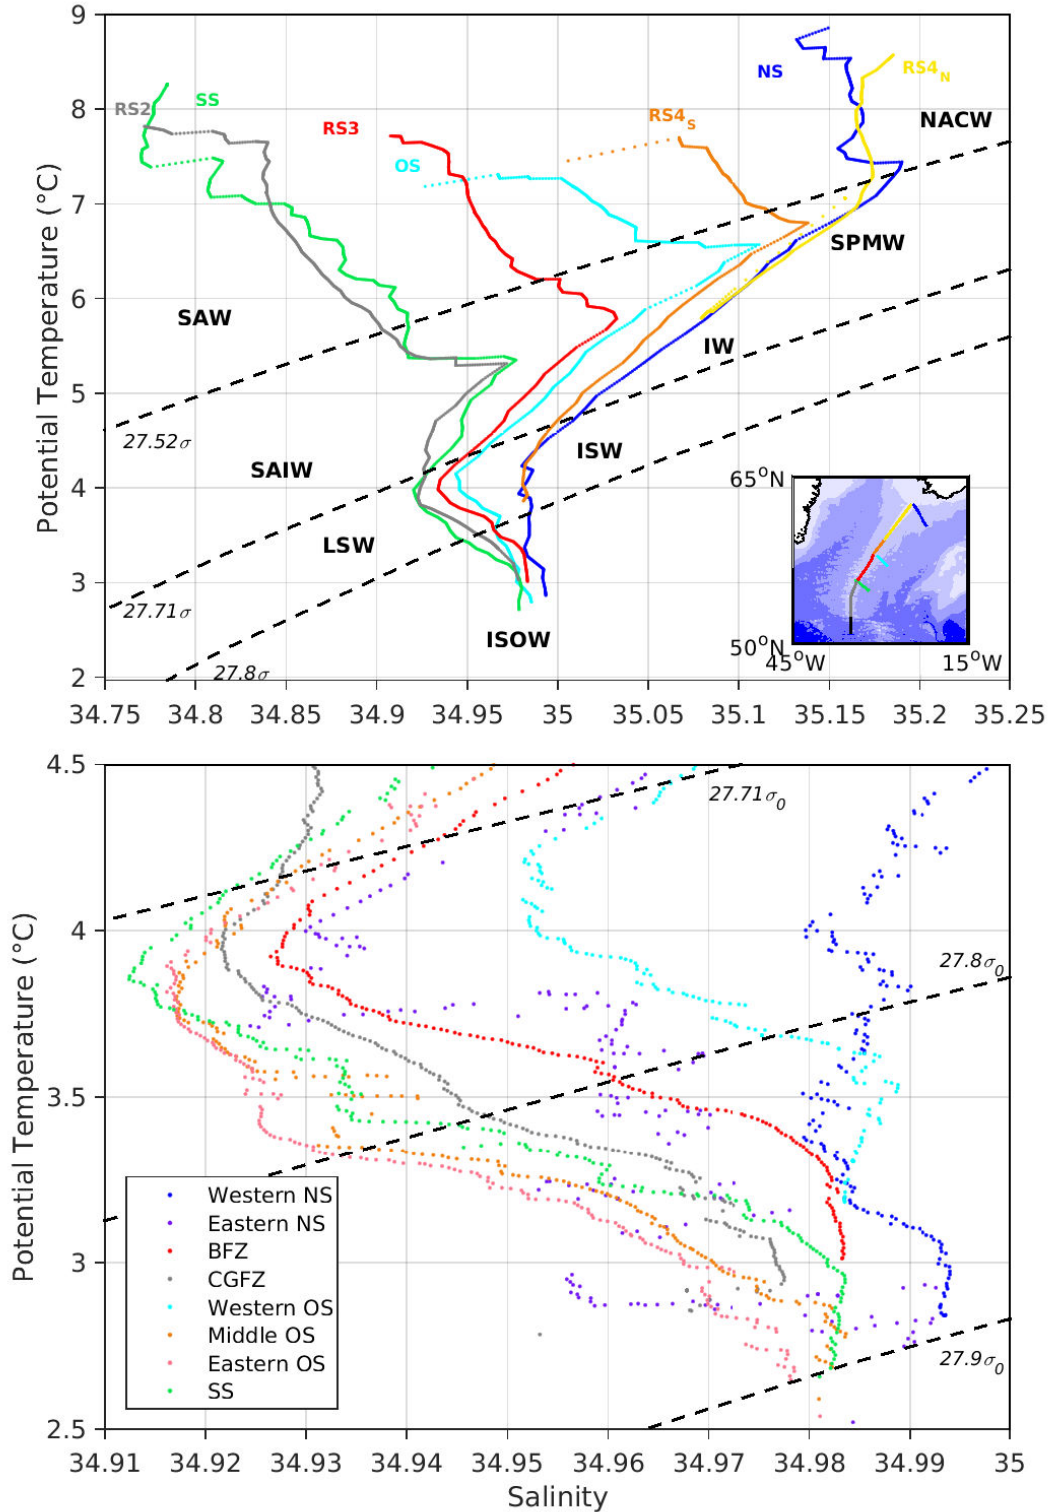 9
8
7
6
5
4
3
2
Potential Temperature (°C)
RS2
SS
RS3
OS
RS4S
NS
RS4N
NACW
SPMW
SAW
IW
ISW
SAIW
LSW
ISOW
27.52σ
27.71σ
27.8σ
65°N
50°N
45°W
15°W
34.75 34.8 34.85 34.9 34.95 35 35.05 35.1 35.15 35.2 35.25
4.5
4
3.5
3
2.5
Potential Temperature (°C)
27.71σ0
27.8σ0
27.9σ0
Western NS
Eastern NS
BFZ
CGFZ
Western OS
Middle OS
Eastern OS
SS
34.91 34.92 34.93 34.94 34.95 34.96 34.97 34.98 34.99 35
Salinity